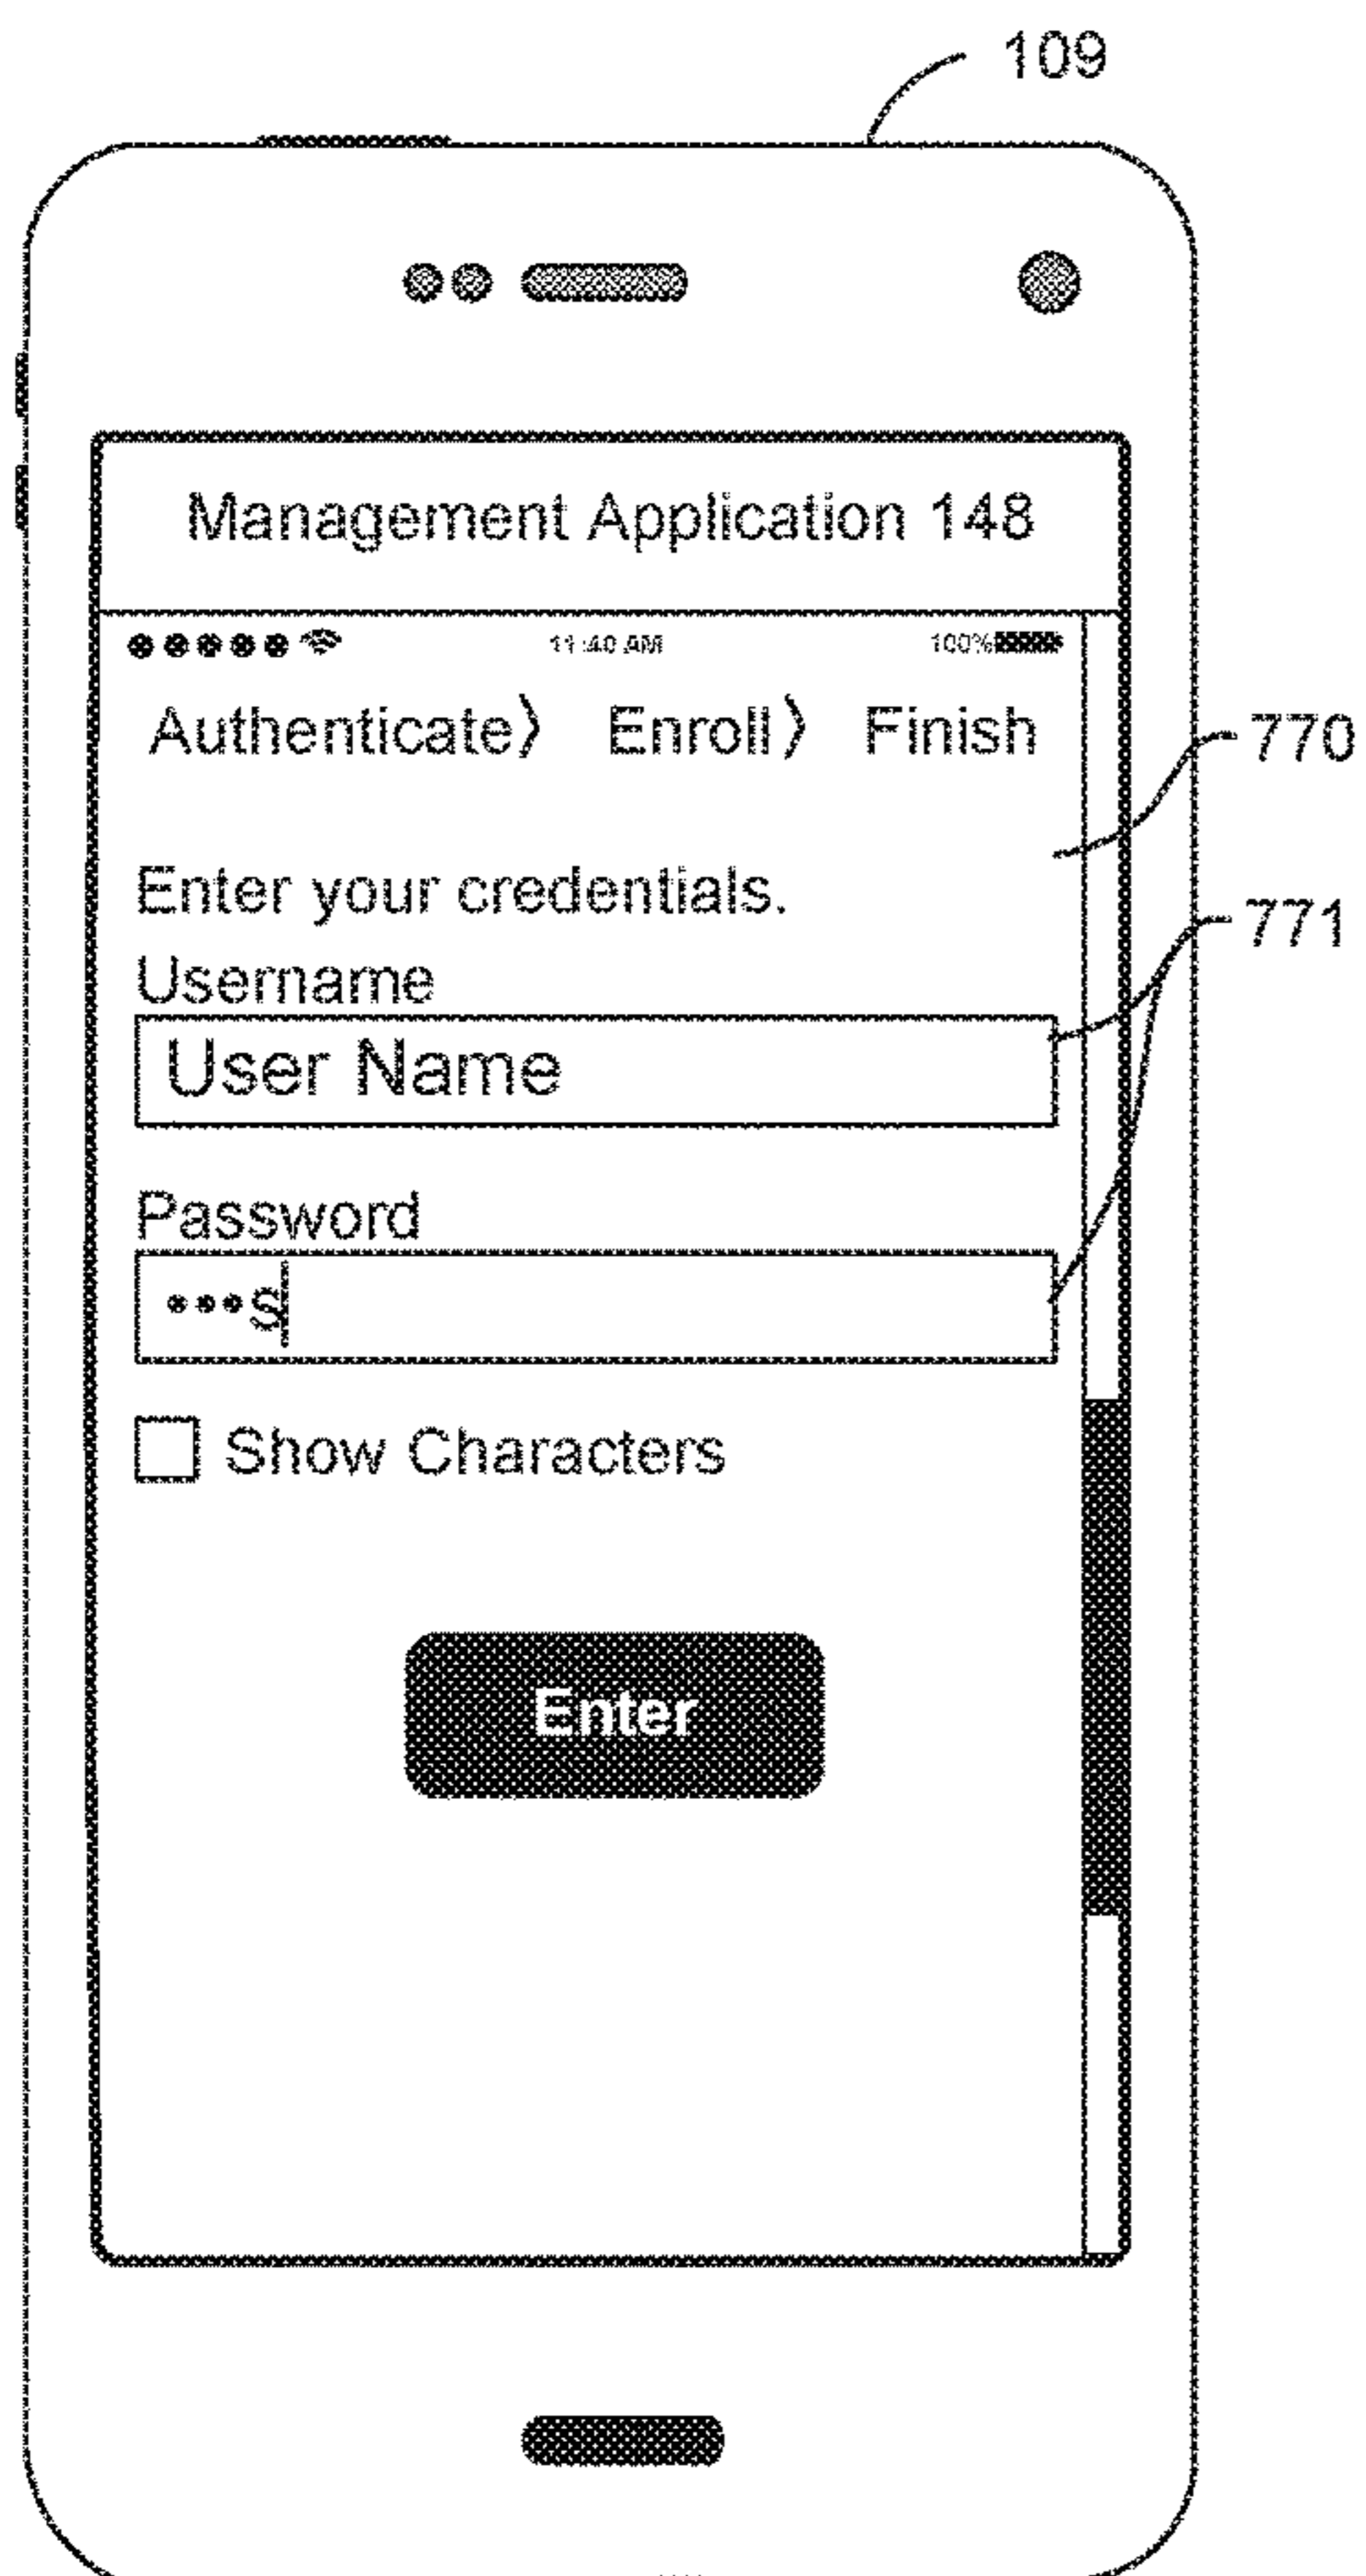 109
Management Application 148
11:40 AM 100%
Authenticate〉 Enroll〉 Finish
770
Enter your credentials.
771
Username
User Name
Password
•••s
Show Characters
Enter